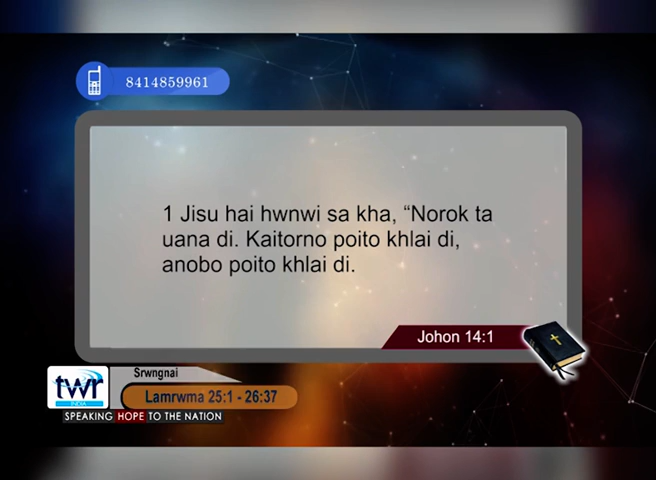 8414859961
1 Jisu hai hwnwi sa kha, “Norok ta
uana di. Kaitorno poito khlai di,
anobo poito khlai di.
Johon 14:1
twr
INDIA
Srwngnai
Lamrwma 25:1 - 26:37
SPEAKING HOPE TO THE NATION